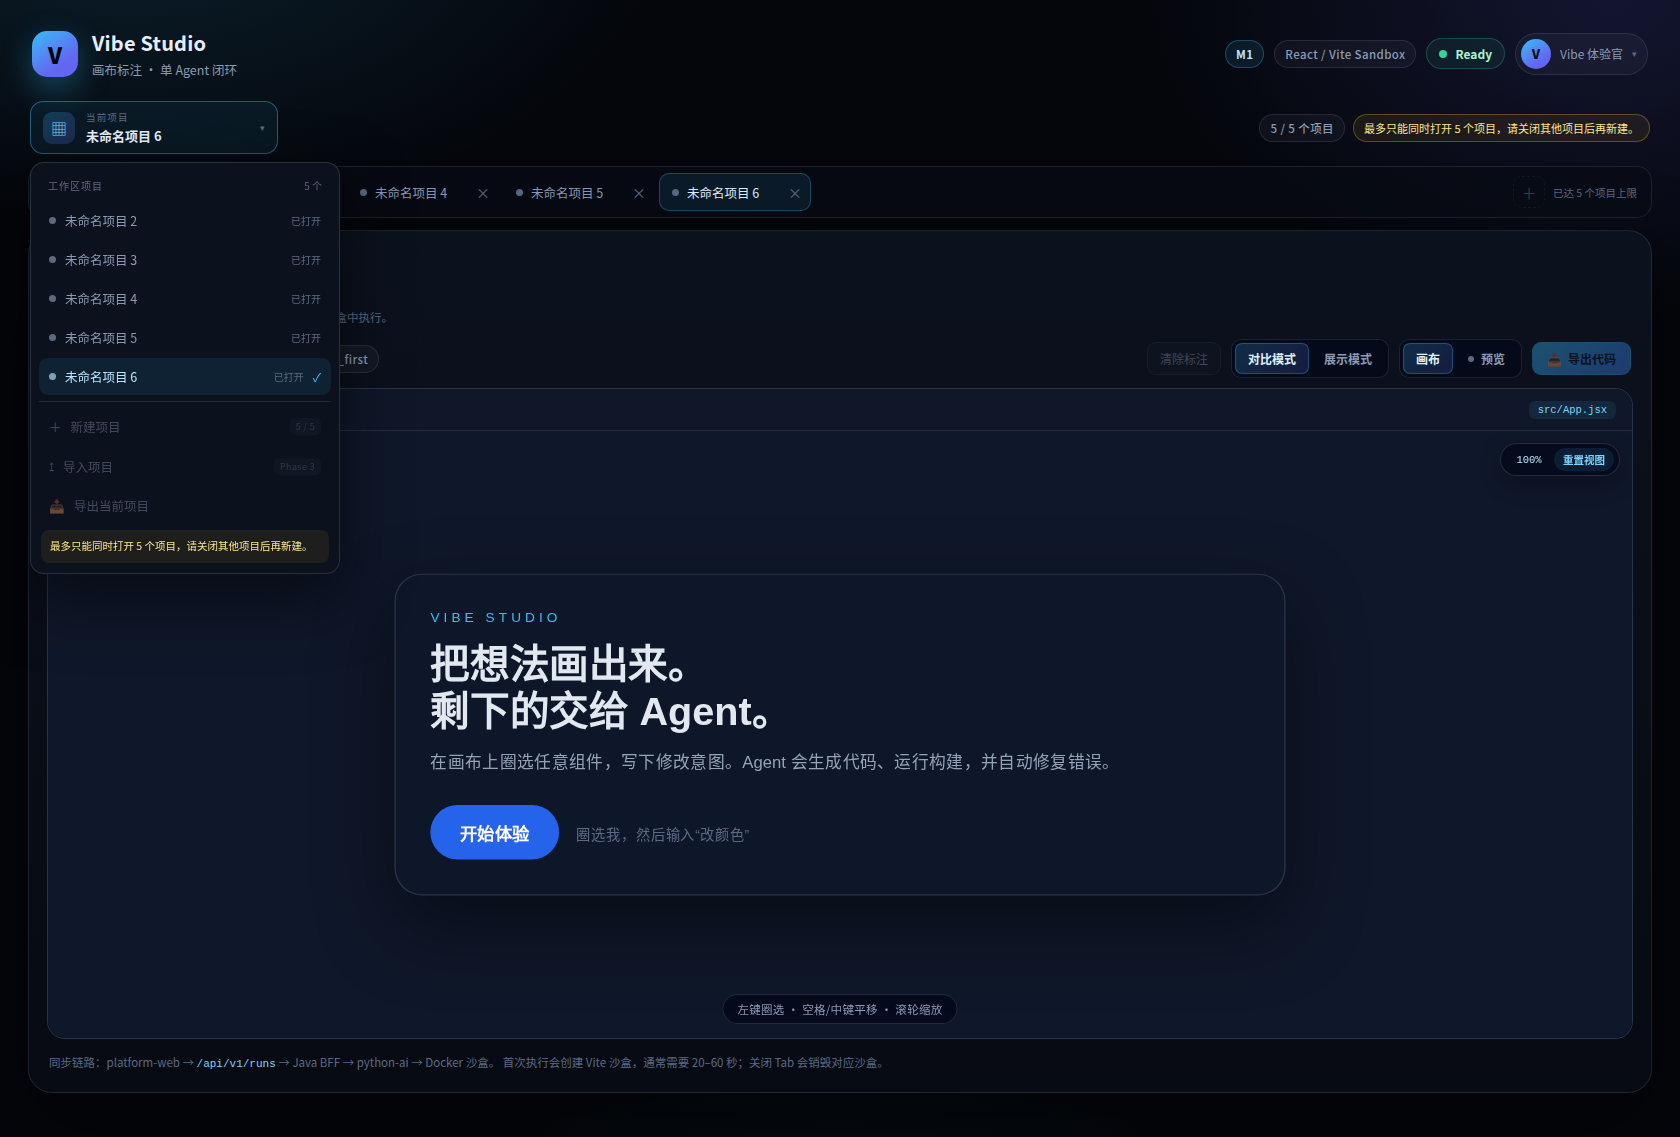 V
Vibe Studio
画布标注 · 单 Agent 闭环
M1
React / Vite Sandbox
Ready
V
Vibe 体验官
当前项目
未命名项目 6
5 / 5 个项目
最多只能同时打开 5 个项目，请关闭其他项目后再新建。
未命名项目 4
未命名项目 5
未命名项目 6
已达 5 个项目上限
工作区项目
5 个
未命名项目 2
已打开
未命名项目 3
已打开
未命名项目 4
已打开
未命名项目 5
已打开
未命名项目 6
已打开 ✓
＋ 新建项目
5 / 5
导入项目
Phase 3
导出当前项目
最多只能同时打开 5 个项目，请关闭其他项目后再新建。
盒中执行。
_first
清除标注
对比模式
展示模式
画布
预览
导出代码
src/App.jsx
100%
重置视图
VIBE STUDIO
把想法画出来。
剩下的交给 Agent。
在画布上圈选任意组件，写下修改意图。Agent 会生成代码、运行构建，并自动修复错误。
开始体验
圈选我，然后输入“改颜色”
左键圈选 · 空格/中键平移 · 滚轮缩放
同步链路：platform-web → /api/v1/runs → Java BFF → python-ai → Docker 沙盒。 首次执行会创建 Vite 沙盒，通常需要 20–60 秒；关闭 Tab 会销毁对应沙盒。